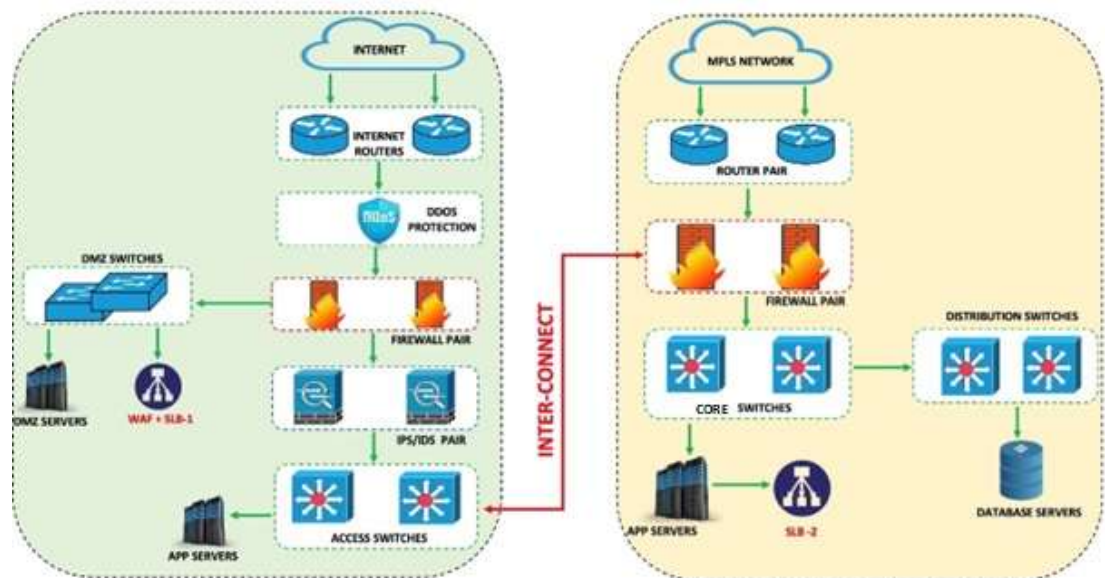 INTERNET
INTERNET
ROUTERS
DDOS
PROTECTION
DMZ SWITCHES
FIREWALL PAIR
DMZ SERVERS
WAF + SLB-1
IPS/IDS PAIR
APP SERVERS
ACCESS SWITCHES
INTER-CONNECT
MPLS NETWORK
ROUTER PAIR
FIREWALL PAIR
DISTRIBUTION SWITCHES
CORE SWITCHES
APP SERVERS
SLB -2
DATABASE SERVERS